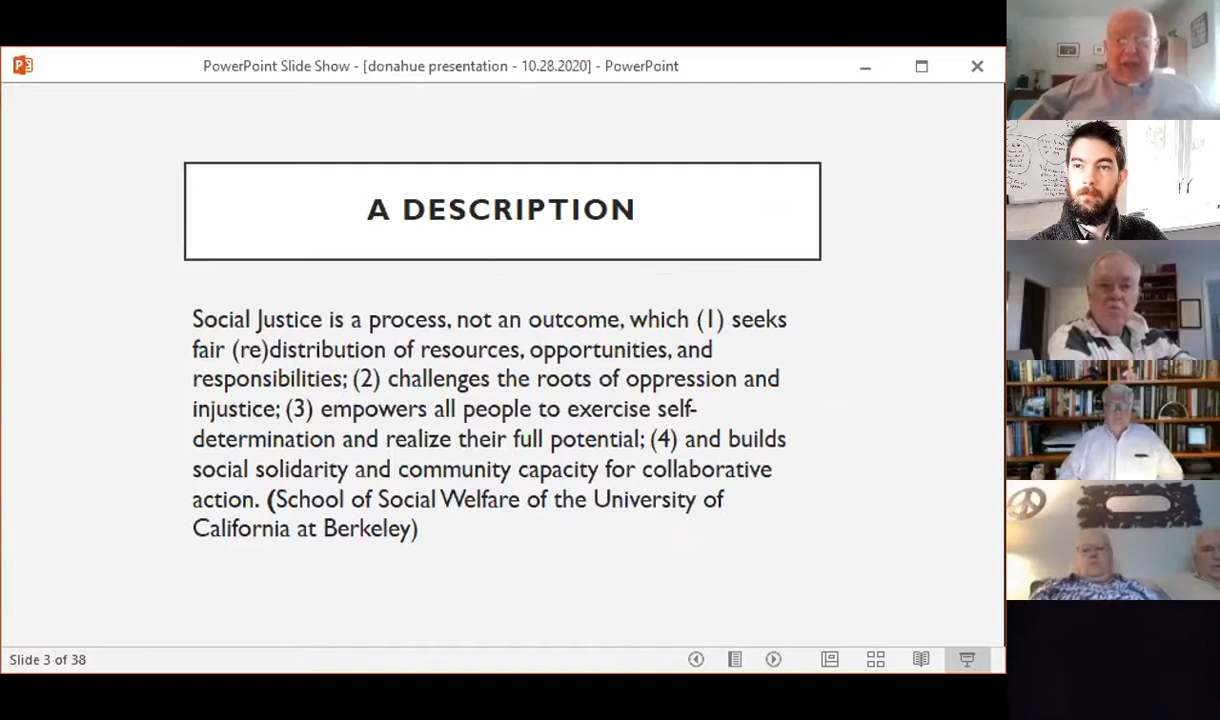 PowerPoint Slide Show - [donahue presentation - 10.28.2020] - PowerPoint
A DESCRIPTION
Social Justice is a process, not an outcome, which (1) seeks
fair (re)distribution of resources, opportunities, and
responsibilities; (2) challenges the roots of oppression and
injustice; (3) empowers all people to exercise self-
determination and realize their full potential; (4) and builds
social solidarity and community capacity for collaborative
action. (School of Social Welfare of the University of
California at Berkeley)
Slide 3 of 38